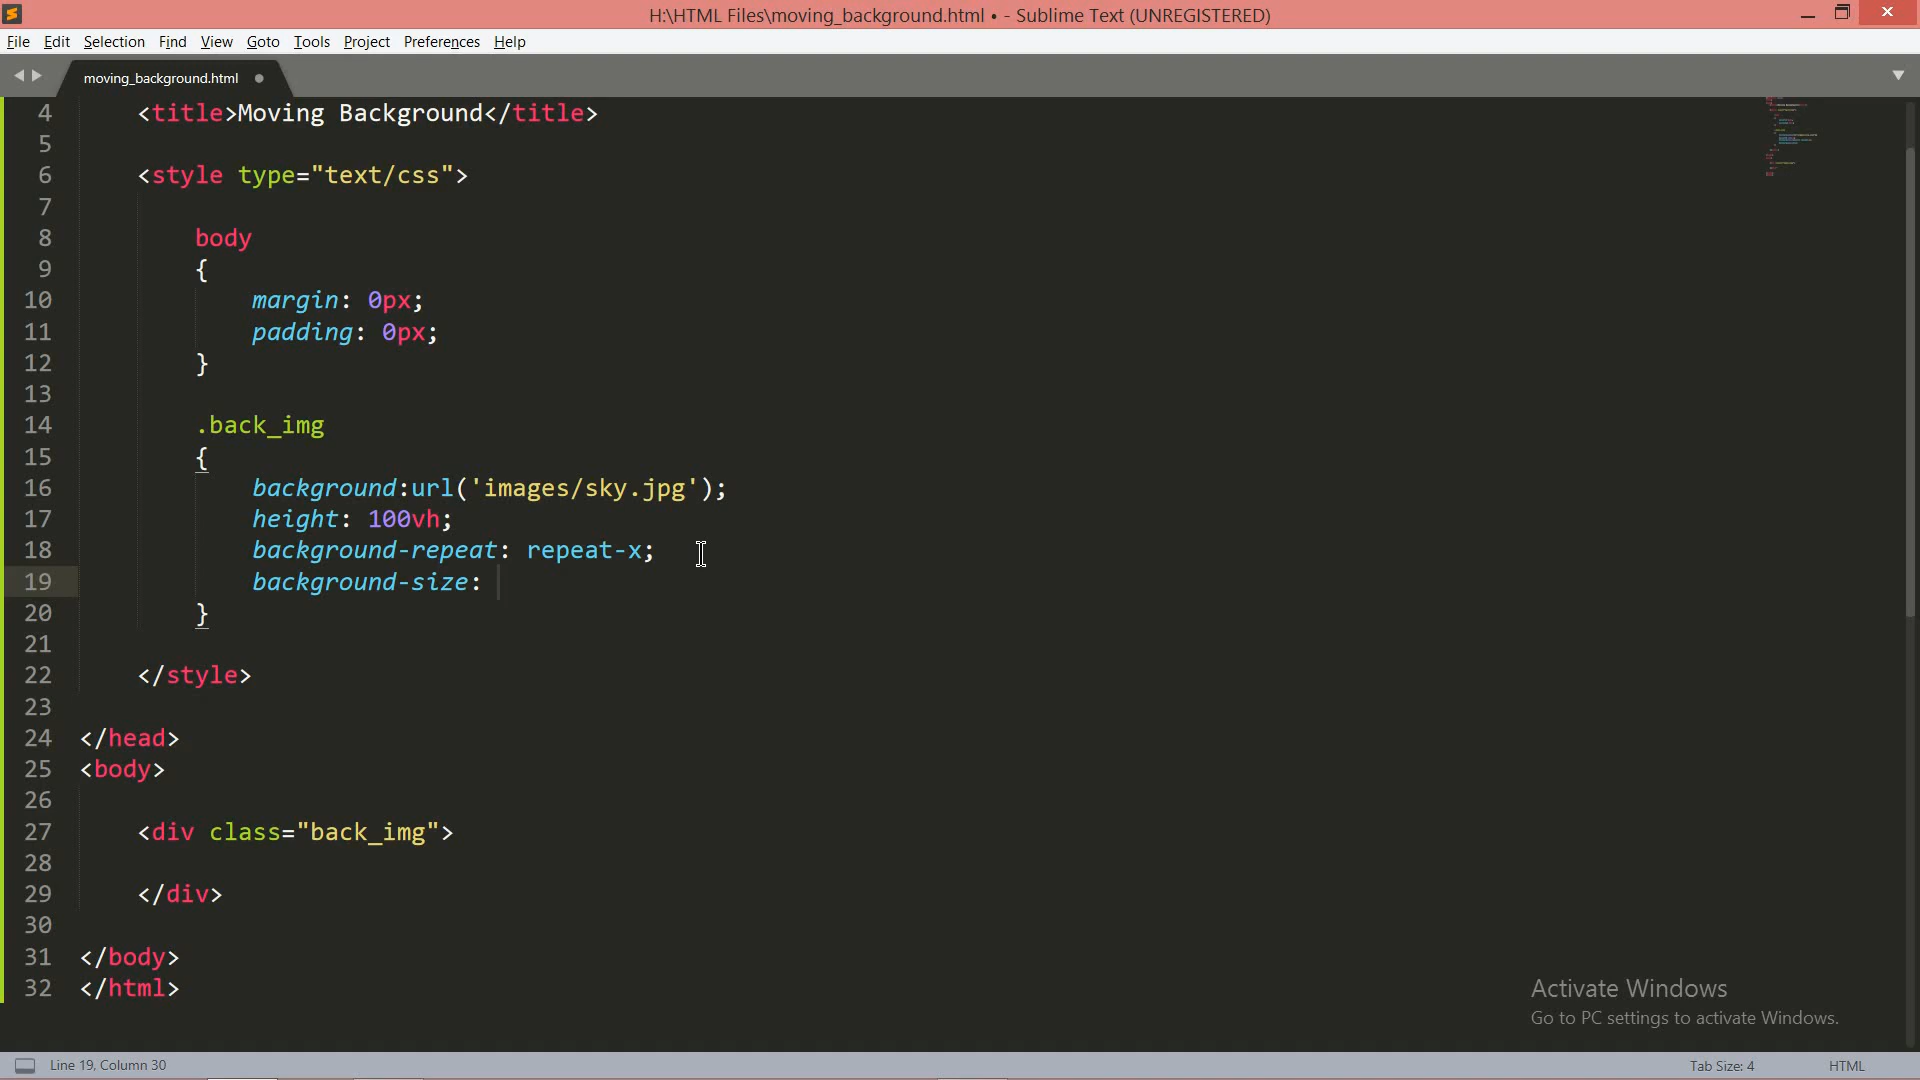 H:\HTML Files\moving_background.html • - Sublime Text (UNREGISTERED)
File Edit Selection Find View Goto Tools Project Preferences Help
moving_background.html
4 <title>Moving Background</title>
5
6 <style type="text/css">
7
8 body
9 {
10 margin: 0px;
11 padding: 0px;
12 }
13
14 .back_img
15 {
16 background:url('images/sky.jpg');
17 height: 100vh;
18 background-repeat: repeat-x;
19 background-size:
20 }
21
22 </style>
23
24 </head>
25 <body>
26
27 <div class="back_img">
28
29 </div>
30
31 </body>
32 </html>
Activate Windows
Go to PC settings to activate Windows.
Line 19, Column 30 Tab Size: 4 HTML